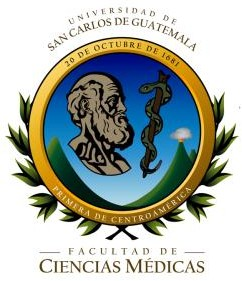 UNIVERSIDAD DE
SAN CARLOS DE GUATEMALA
20 DE OCTUBRE DE 1681
PRIMERA DE CENTROAMÉRICA
FACULTAD DE
CIENCIAS MÉDICAS